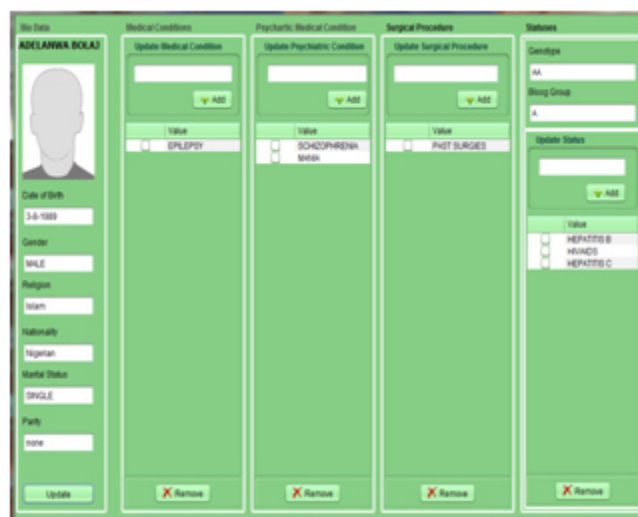 Bio Data
ADELANWA BOLAJ
Date of Birth
3-8-1989
Gender
MALE
Religion
Islam
Nationality
Nigerian
Marital Status
SINGLE
Parity
none
Update
Medical Conditions
Update Medical Condition
Add
Value
EPILEPSY
Remove
Psychartic Medical Condition
Update Psychiatric Condition
Add
Value
SCHIZOPHRENIA
MANIA
Remove
Surgical Procedure
Update Surgical Procedure
Add
Value
PAST SURGIES
Remove
Statuses
Genotype
AA
Bloog Group
A
Update Status
Add
Value
HEPATITIS B
HIV/AIDS
HEPATITIS C
Remove